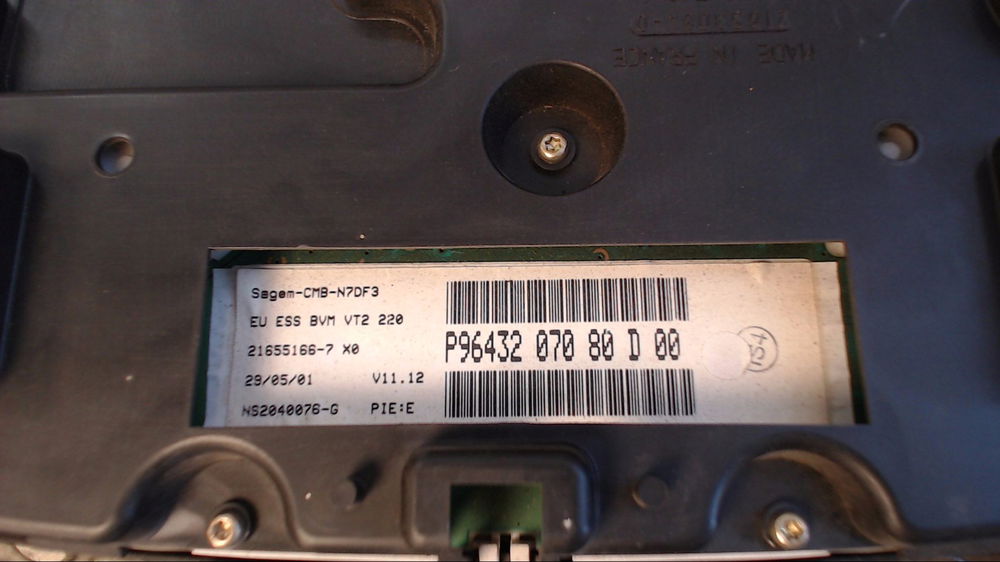 MADE IN FRANCE
Sagem-CMB-N7DF3
EU ESS BVM VT2 220
21655166-7 X0
29/05/01 V11.12
NS2040076-G PIE:E
P96432 070 80 D 00
154